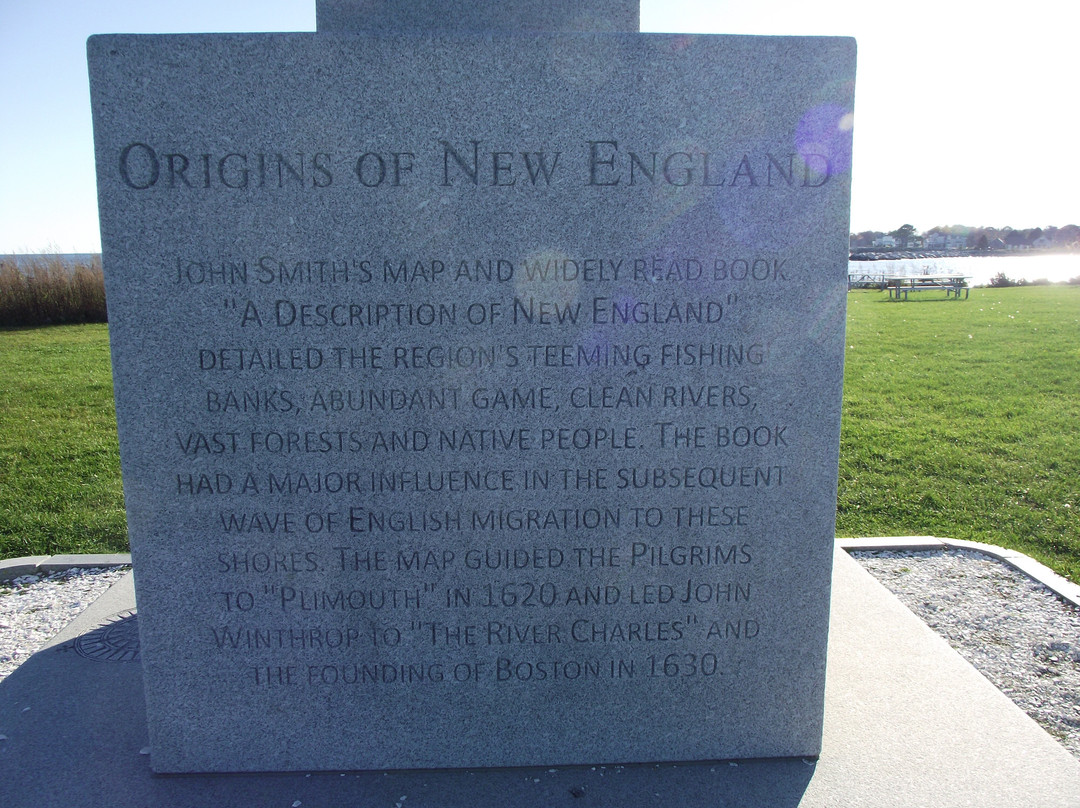 ORIGINS OF NEW ENGLAND
JOHN SMITH'S MAP AND WIDELY READ BOOK
"A DESCRIPTION OF NEW ENGLAND"
DETAILED THE REGION'S TEEMING FISHING
BANKS, ABUNDANT GAME, CLEAN RIVERS,
VAST FORESTS AND NATIVE PEOPLE. THE BOOK
HAD A MAJOR INFLUENCE IN THE SUBSEQUENT
WAVE OF ENGLISH MIGRATION TO THESE
SHORES. THE MAP GUIDED THE PILGRIMS
TO "PLIMOUTH" IN 1620 AND LED JOHN
WINTHROP TO "THE RIVER CHARLES" AND
THE FOUNDING OF BOSTON IN 1630.